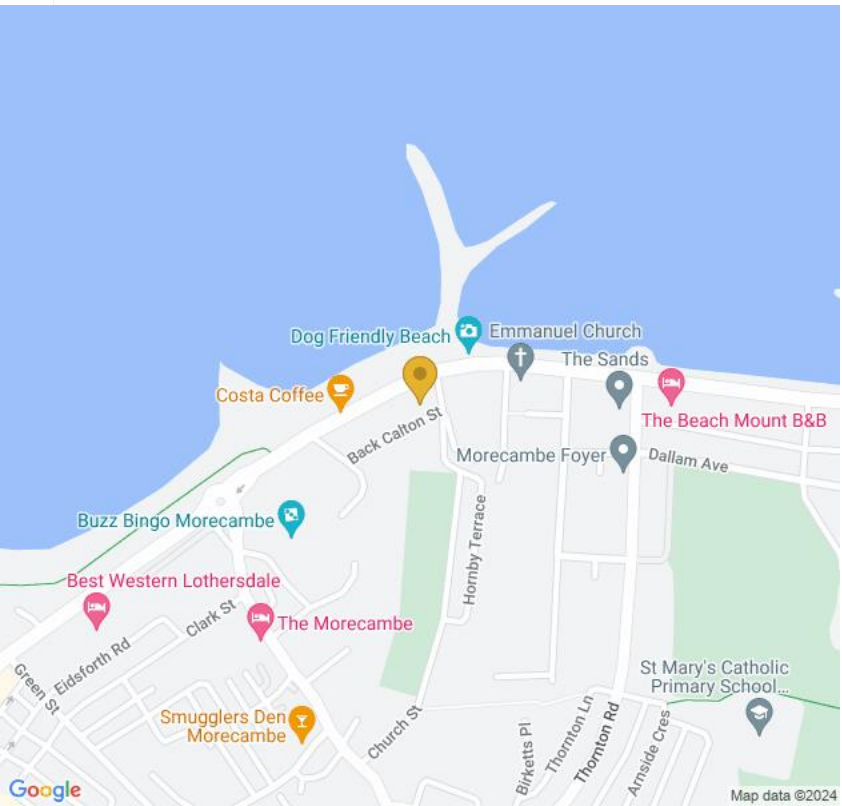 Dog Friendly Beach
Emmanuel Church
The Sands
Costa Coffee
The Beach Mount B&B
Back Calton St
Morecambe Foyer
Dallam Ave
Buzz Bingo Morecambe
Hornby Terrace
Best Western Lothersdale
Clark St
The Morecambe
Eidsforth Rd
Green St
St Mary's Catholic
Primary School...
Smugglers Den
Morecambe
Church St
Birketts Pl
Thornton Ln
Thornton Rd
Arnside Cres
Google
Map data ©2024